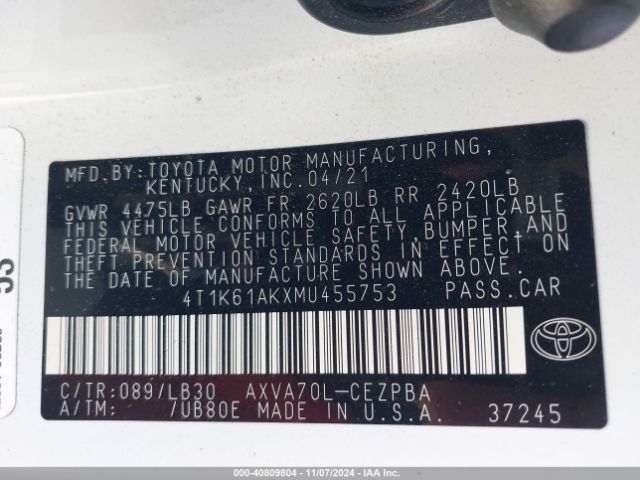 MFD.BY:TOYOTA MOTOR MANUFACTURING,
KENTUCKY, INC. 04/21
GVWR 4475LB GAWR FR 2620LB RR 2420LB
THIS VEHICLE CONFORMS TO ALL APPLICABLE
FEDERAL MOTOR VEHICLE SAFETY, BUMPER, AND
THEFT PREVENTION STANDARDS IN EFFECT ON
THE DATE OF MANUFACTURE SHOWN ABOVE.
4T1K61AKXMU455753 PASS.CAR
C/TR:089/LB30 AXVA70L-CEZPBA
A/TM: /UB80E MADE IN U.S.A. 37245
TOYOTA
000-40809804 - 11/07/2024 - IAA Inc.